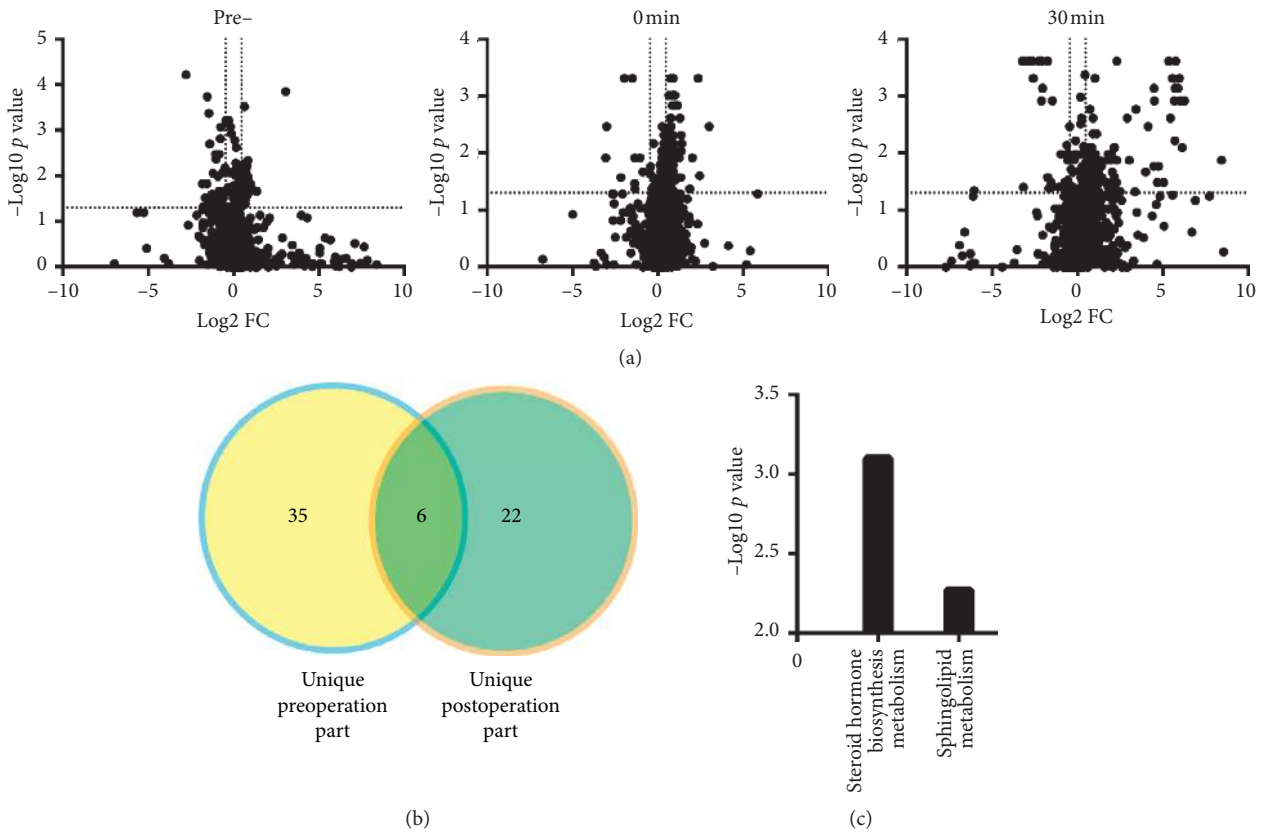 Pre–
5
4
3
2
1
0
–Log10 p value
–10
–5
0
5
10
Log2 FC
0 min
4
3
2
1
0
–Log10 p value
–10
–5
0
5
10
Log2 FC
30 min
4
3
2
1
0
–Log10 p value
–10
–5
0
5
10
Log2 FC
(a)
35
6
22
Unique
preoperation
part
Unique
postoperation
part
(b)
3.5
3.0
2.5
2.0
–Log10 p value
0
Steroid hormone
biosynthesis
metabolism
Sphingolipid
metabolism
(c)